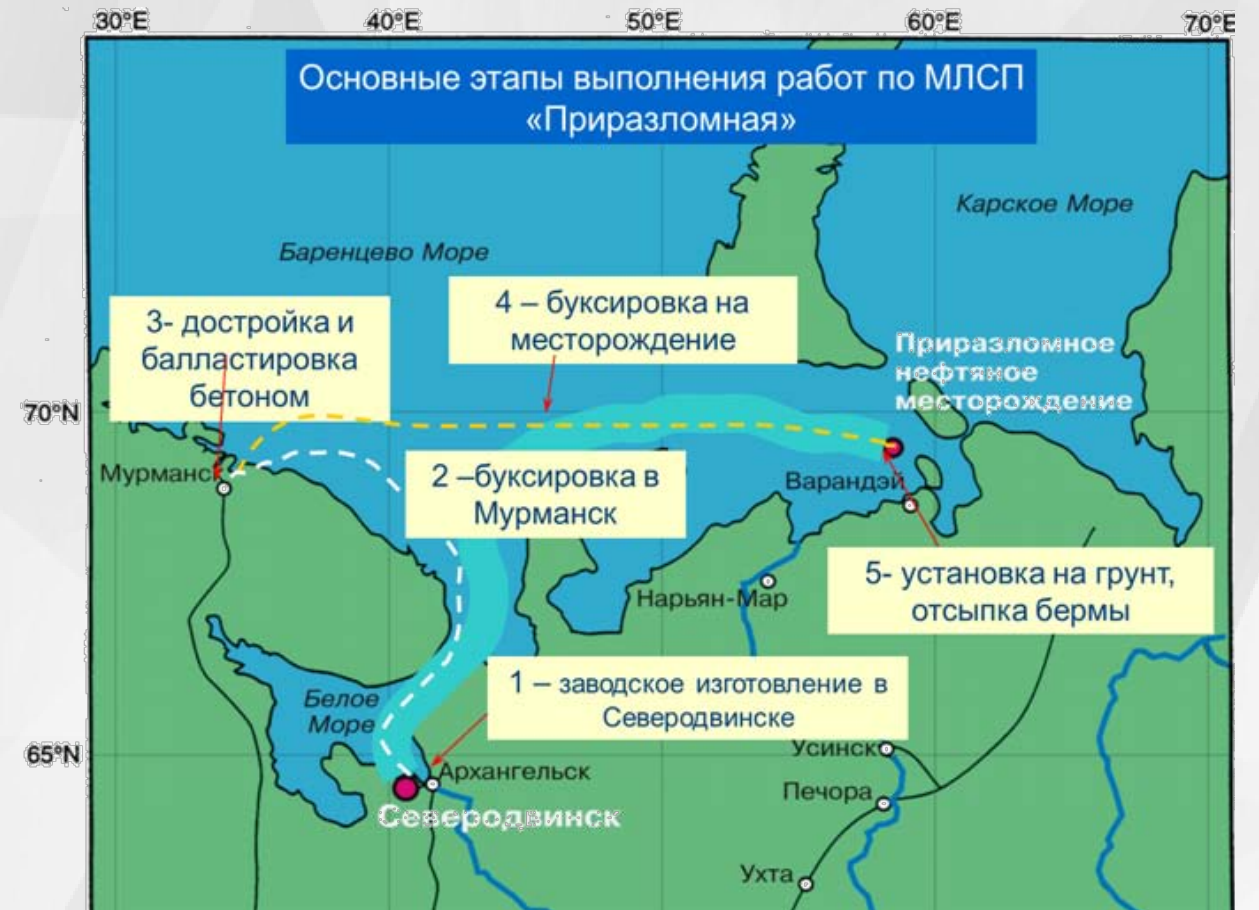 30°E 40°E 50°E 60°E 70°E
Основные этапы выполнения работ по МЛСП
«Приразломная»
Карское Море
Баренцево Море
4 – буксировка на
месторождение
3- достройка и
балластировка
бетоном
Приразломное
нефтяное
месторождение
70°N
2 –буксировка в
Мурманск
Мурманск
Варандэй
5- установка на грунт,
отсыпка бермы
Нарьян-Мар
1 – заводское изготовление в
Северодвинске
Белое
Море
65°N
Усинск
Архангельск
Печора
Северодвинск
Ухта